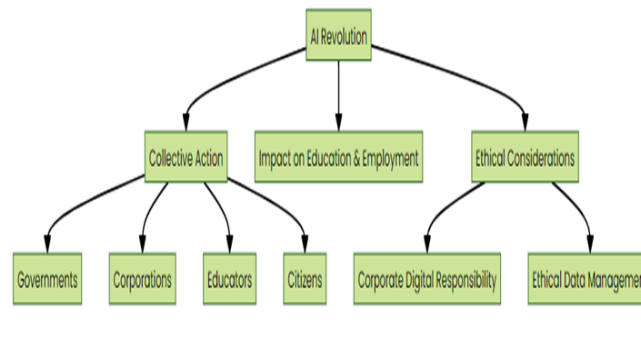 AI Revolution
Collective Action
Impact on Education & Employment
Ethical Considerations
Governments
Corporations
Educators
Citizens
Corporate Digital Responsibility
Ethical Data Managemen